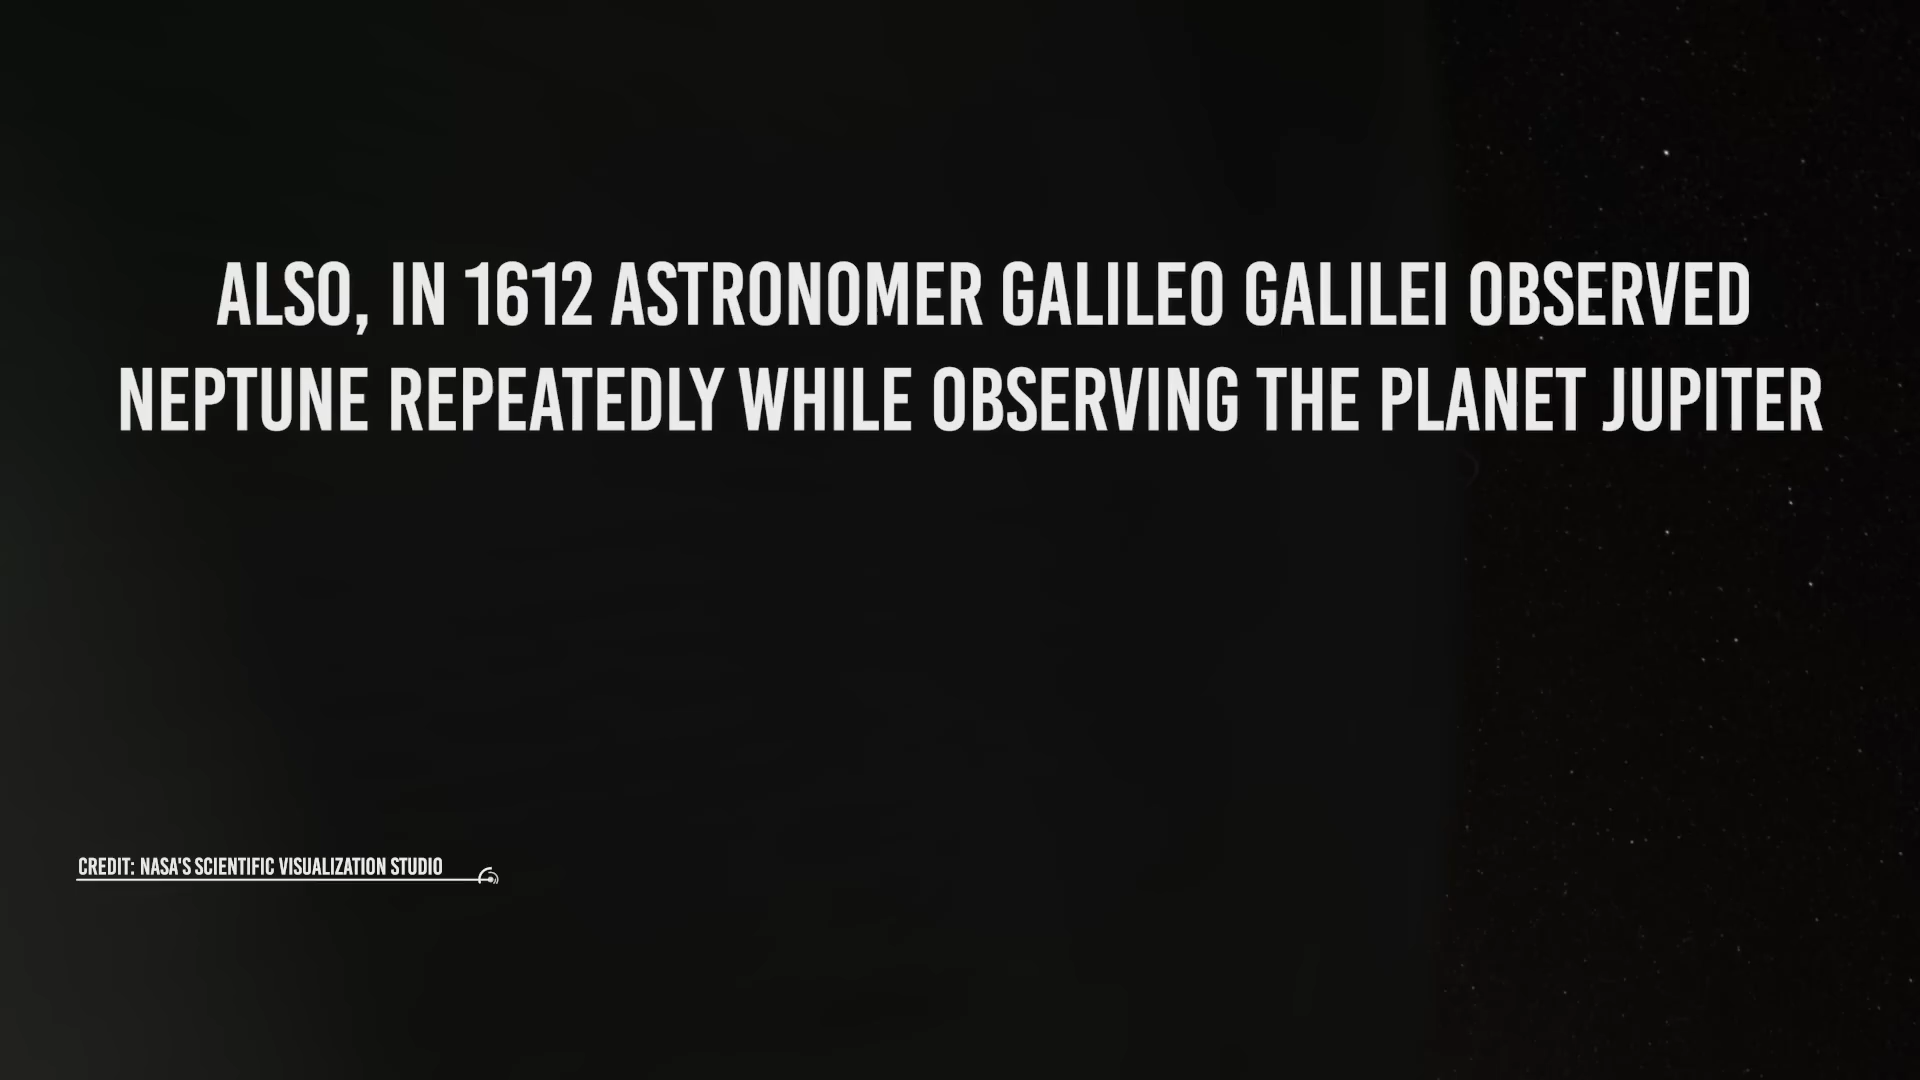 ALSO, IN 1612 ASTRONOMER GALILEO GALILEI OBSERVED
NEPTUNE REPEATEDLY WHILE OBSERVING THE PLANET JUPITER
CREDIT: NASA'S SCIENTIFIC VISUALIZATION STUDIO